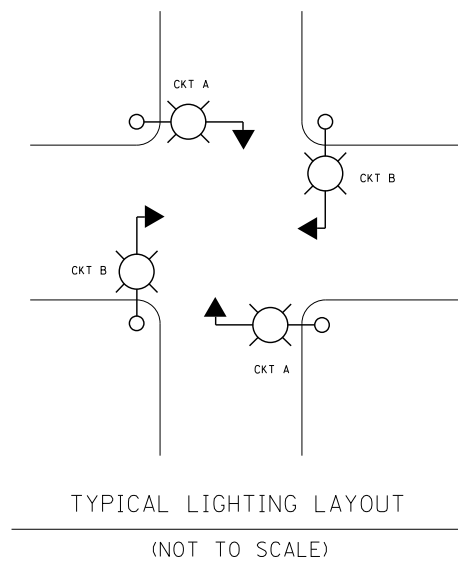 CKT A
CKT B
CKT B
CKT A
TYPICAL LIGHTING LAYOUT
(NOT TO SCALE)